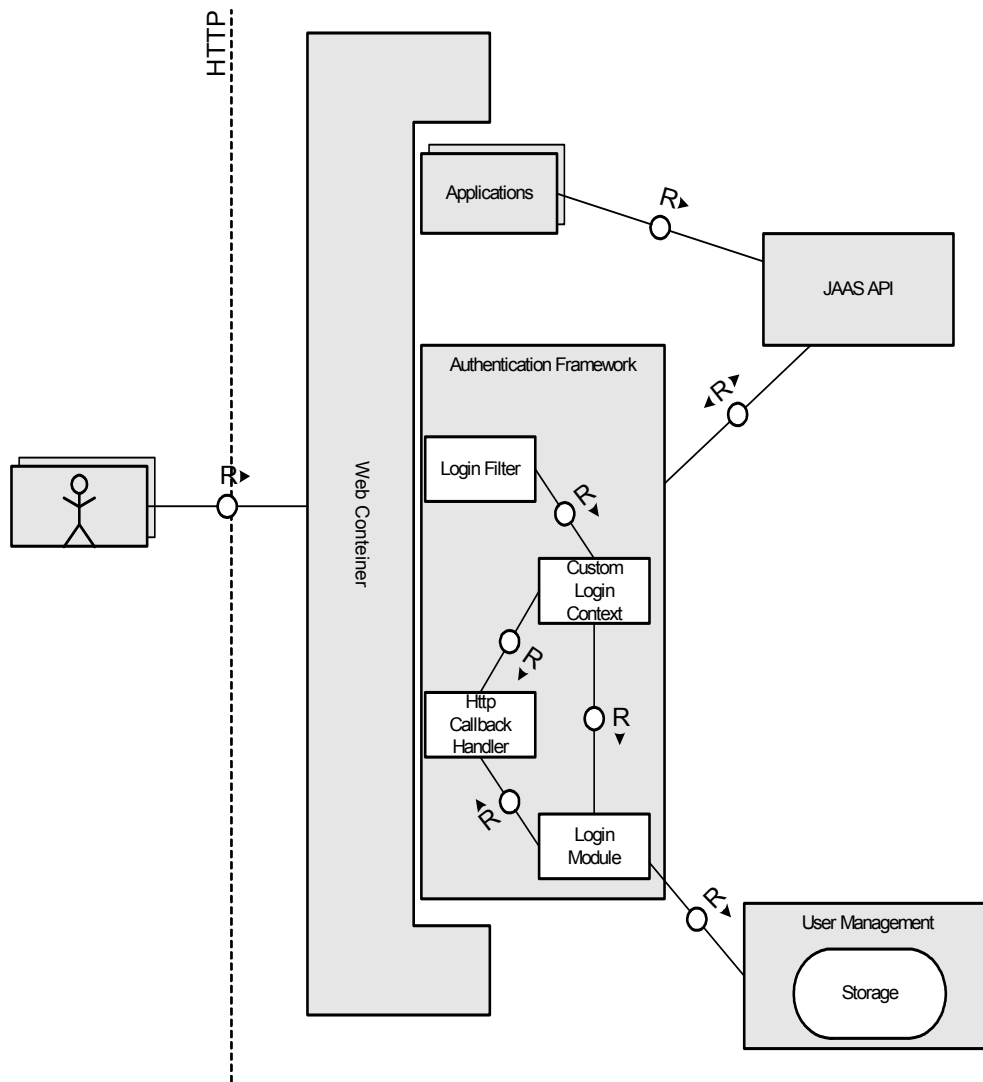 HTTP
Applications
R
JAAS API
Authentication Framework
R
Login Filter
R
Web Conteiner
R
Custom
Login
Context
R
Http
Callback
Handler
R
R
Login
Module
R
User Management
Storage